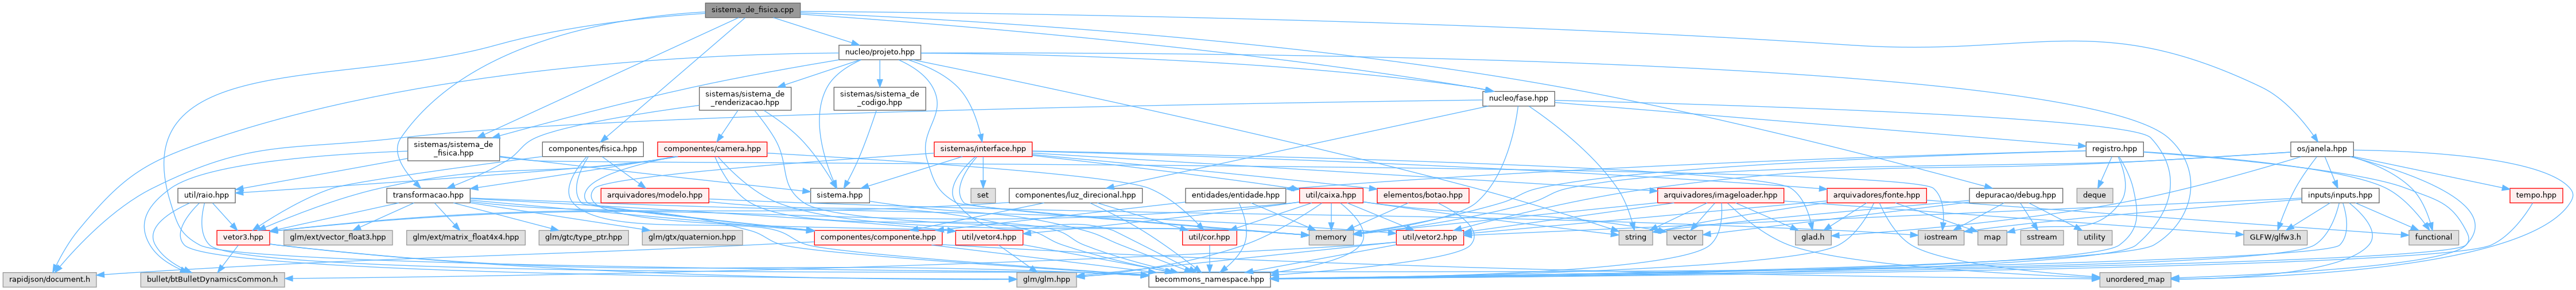 sistema_de_fisica.cpp
nucleo/projeto.hpp
sistemas/sistema_de
_renderizacao.hpp
sistemas/sistema_de
_codigo.hpp
nucleo/fase.hpp
sistemas/sistema_de
_fisica.hpp
componentes/fisica.hpp
componentes/camera.hpp
sistemas/interface.hpp
registro.hpp
os/janela.hpp
util/raio.hpp
transformacao.hpp
arquivadores/modelo.hpp
sistema.hpp
set
componentes/luz_direcional.hpp
entidades/entidade.hpp
util/caixa.hpp
elementos/botao.hpp
arquivadores/imageloader.hpp
arquivadores/fonte.hpp
depuracao/debug.hpp
deque
inputs/inputs.hpp
tempo.hpp
vetor3.hpp
glm/ext/vector_float3.hpp
glm/ext/matrix_float4x4.hpp
glm/gtc/type_ptr.hpp
glm/gtx/quaternion.hpp
componentes/componente.hpp
util/vetor4.hpp
util/cor.hpp
memory
util/vetor2.hpp
string
vector
glad.h
iostream
map
sstream
utility
GLFW/glfw3.h
functional
rapidjson/document.h
bullet/btBulletDynamicsCommon.h
glm/glm.hpp
becommons_namespace.hpp
unordered_map